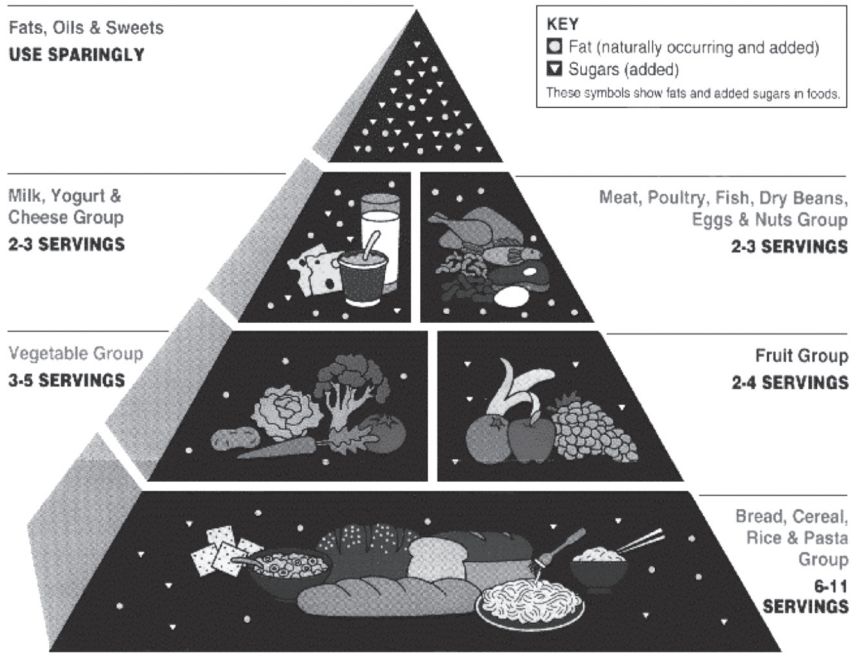 Fats, Oils & Sweets
USE SPARINGLY
KEY
Fat (naturally occurring and added)
Sugars (added)
These symbols show fats and added sugars in foods.
Milk, Yogurt &
Cheese Group
2-3 SERVINGS
Meat, Poultry, Fish, Dry Beans,
Eggs & Nuts Group
2-3 SERVINGS
Vegetable Group
3-5 SERVINGS
Fruit Group
2-4 SERVINGS
Bread, Cereal,
Rice & Pasta
Group
6-11
SERVINGS